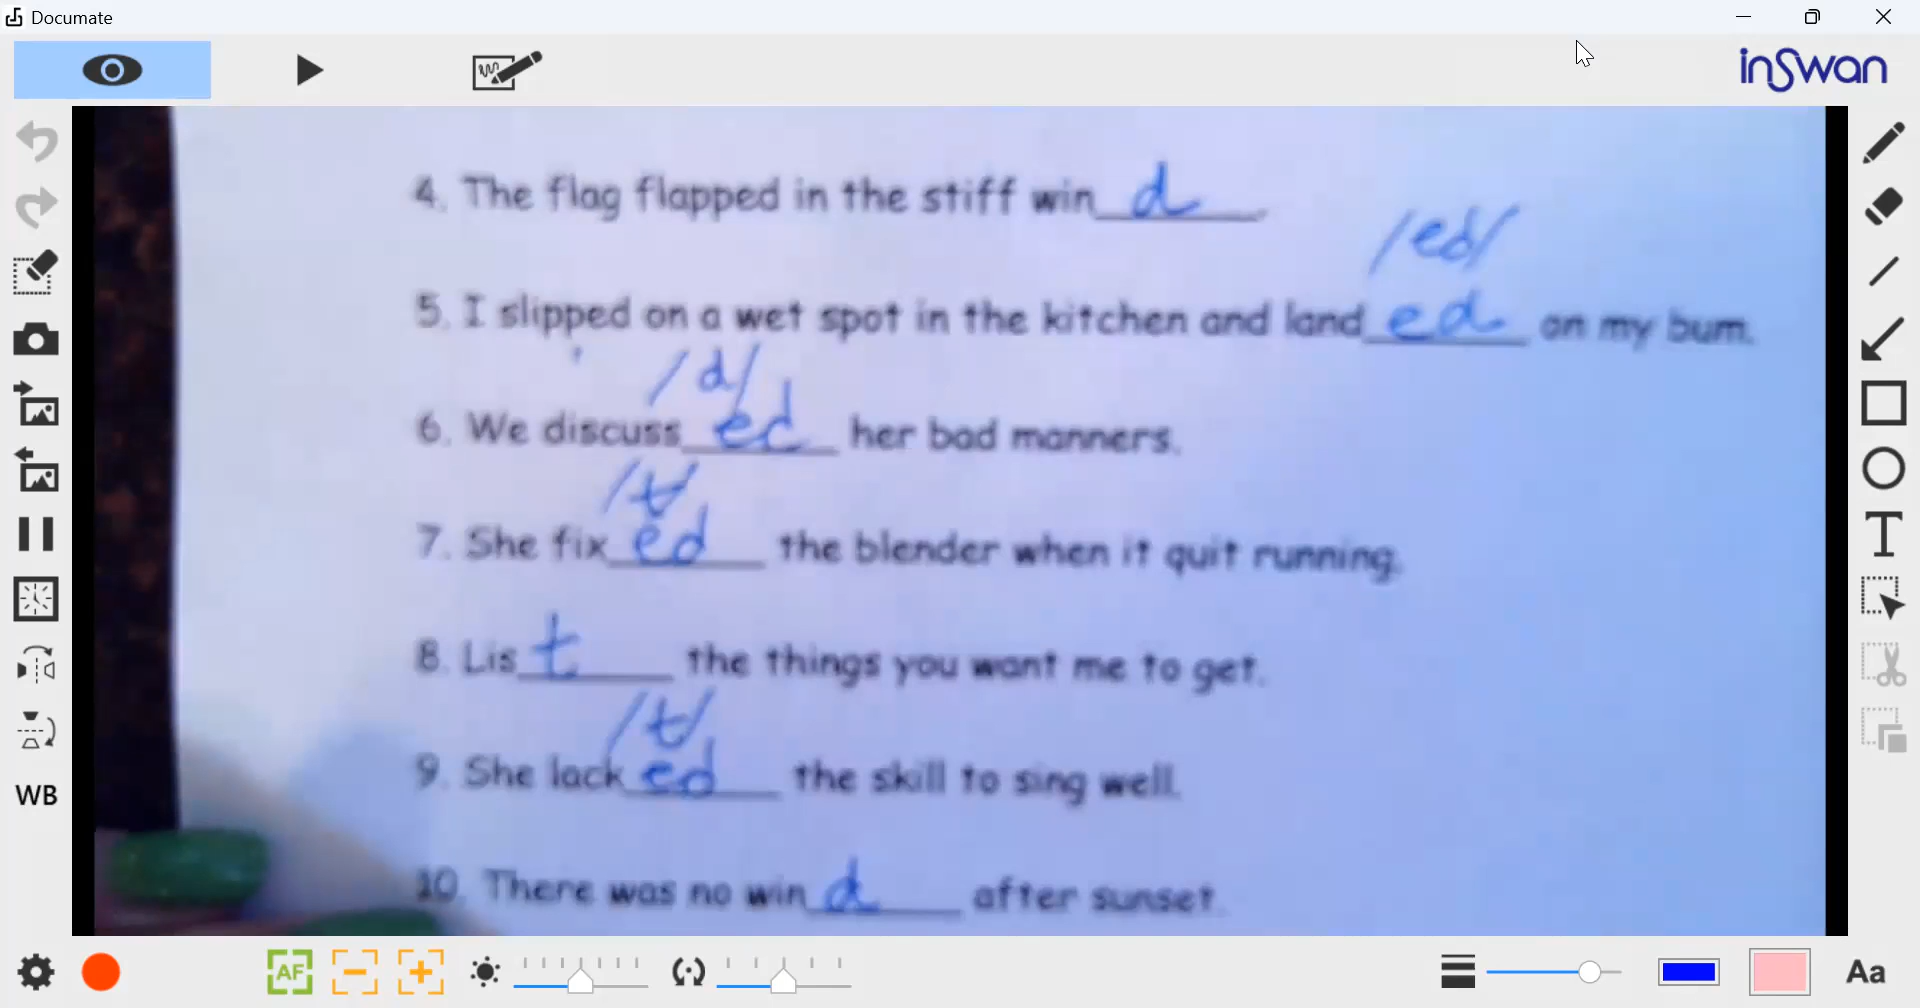 Documate
inSwan
4. The flag flapped in the stiff wind.
/ed/
5. I slipped on a wet spot in the kitchen and landed on my bum.
/d/
6. We discussed her bad manners.
/t/
7. She fixed the blender when it quit running.
8. List the things you want me to get.
/t/
9. She lacked the skill to sing well.
10. There was no wind after sunset.
WB
AF
T
Aa